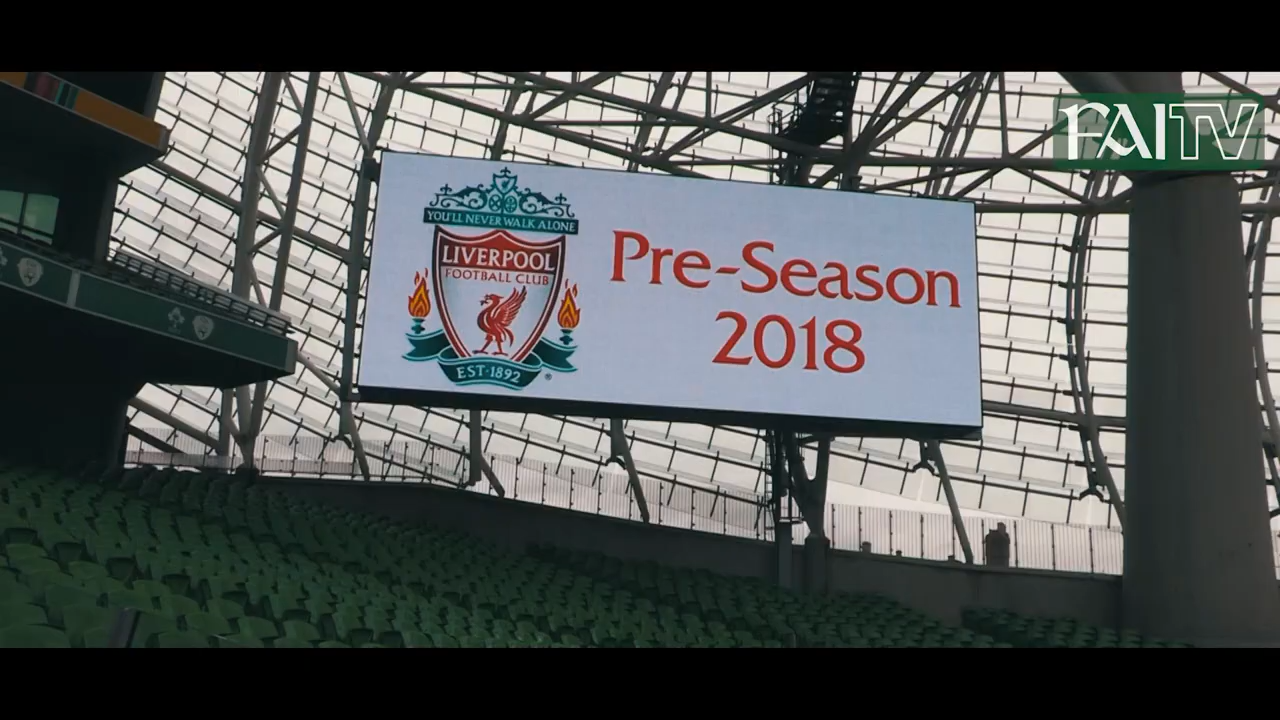 FAITV
YOU'LL NEVER WALK ALONE
LIVERPOOL
FOOTBALL CLUB
EST·1892
®
Pre-Season
2018